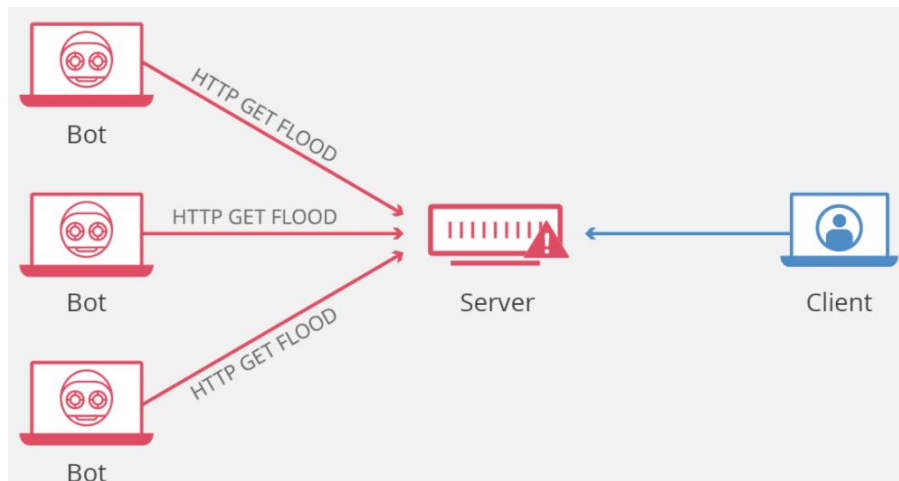 HTTP GET FLOOD
Bot
HTTP GET FLOOD
Bot
Server
Client
HTTP GET FLOOD
Bot